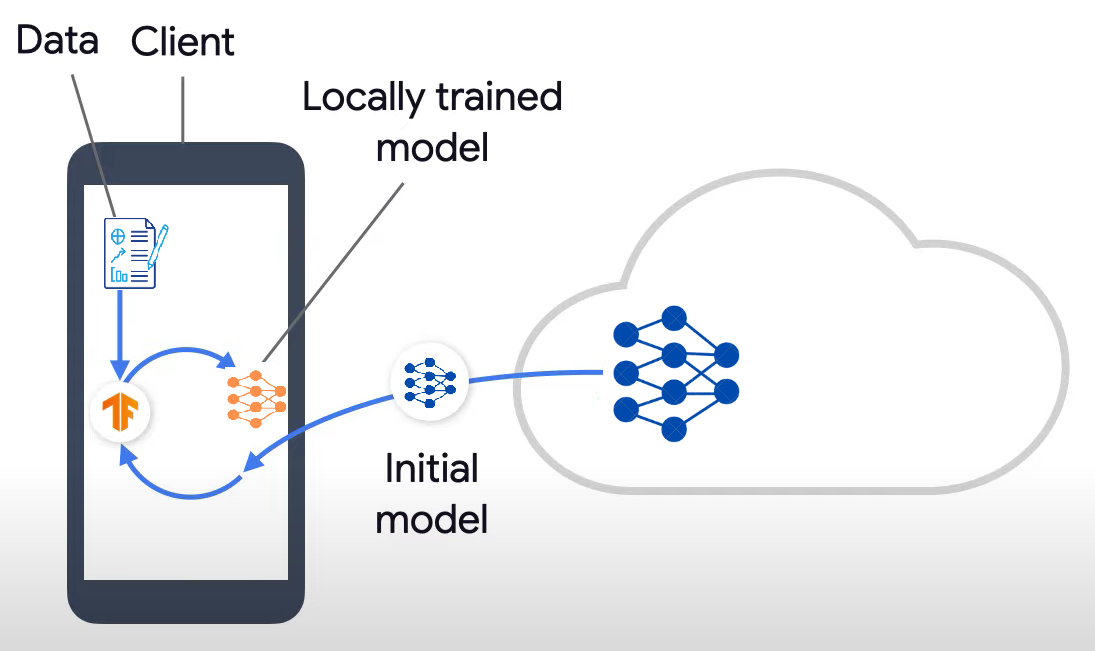 Data
Client
Locally trained
model
Initial
model